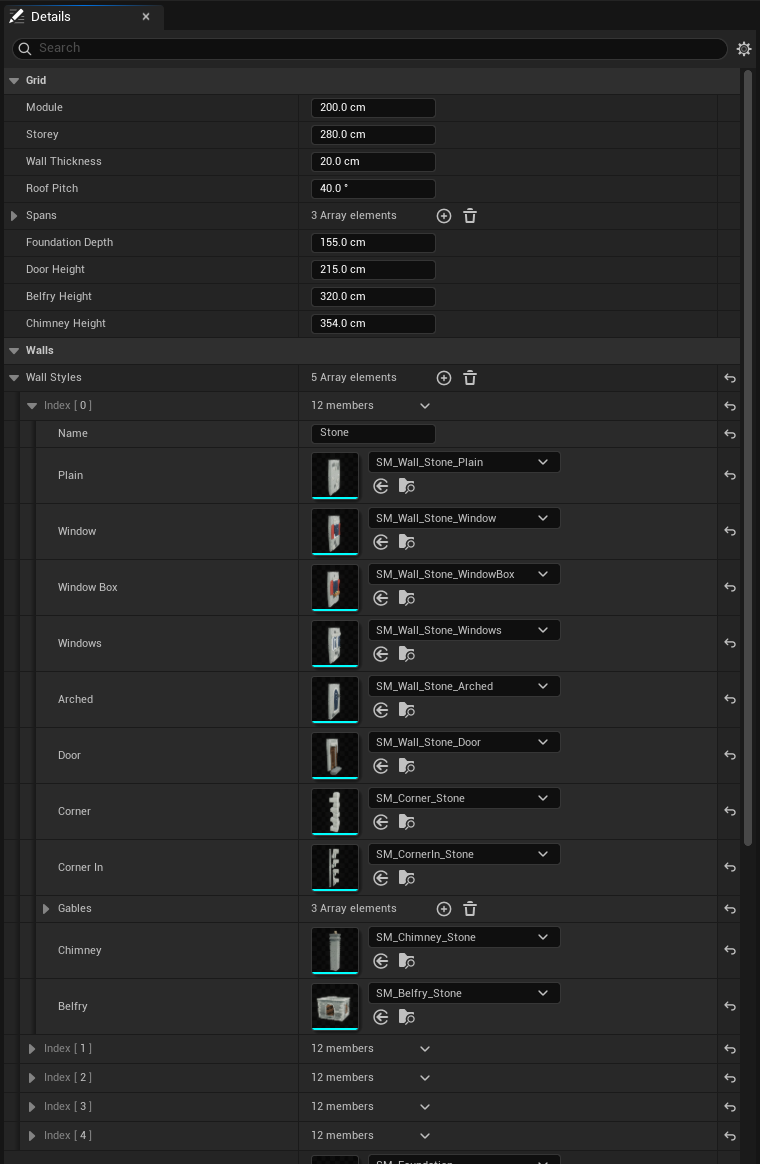 Details
Search
Grid
Module 200.0 cm
Storey 280.0 cm
Wall Thickness 20.0 cm
Roof Pitch 40.0 °
Spans 3 Array elements
Foundation Depth 155.0 cm
Door Height 215.0 cm
Belfry Height 320.0 cm
Chimney Height 354.0 cm
Walls
Wall Styles 5 Array elements
Index [ 0 ] 12 members
Name Stone
Plain SM_Wall_Stone_Plain
Window SM_Wall_Stone_Window
Window Box SM_Wall_Stone_WindowBox
Windows SM_Wall_Stone_Windows
Arched SM_Wall_Stone_Arched
Door SM_Wall_Stone_Door
Corner SM_Corner_Stone
Corner In SM_CornerIn_Stone
Gables 3 Array elements
Chimney SM_Chimney_Stone
Belfry SM_Belfry_Stone
Index [ 1 ] 12 members
Index [ 2 ] 12 members
Index [ 3 ] 12 members
Index [ 4 ] 12 members